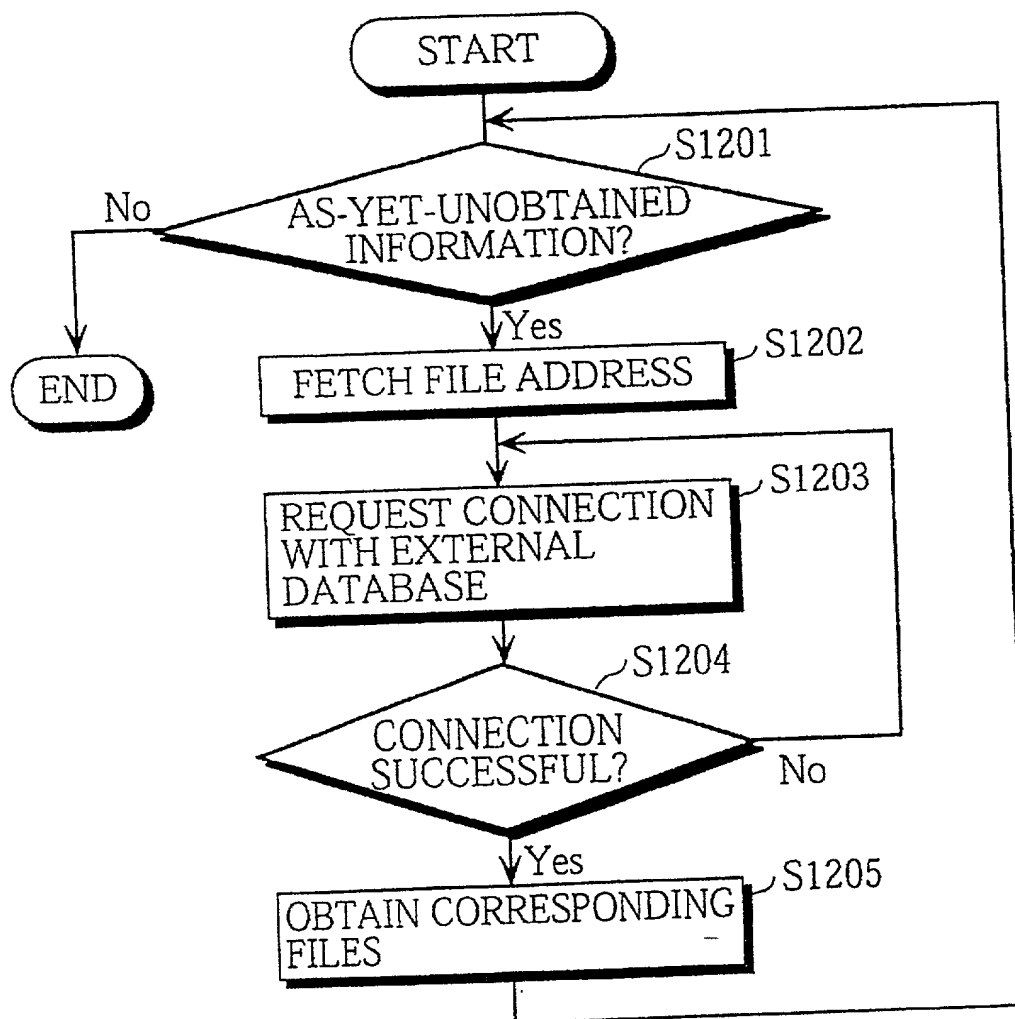 START
S1201
No
AS-YET-UNOBTAINED
INFORMATION?
Yes
S1202
END
FETCH FILE ADDRESS
S1203
REQUEST CONNECTION
WITH EXTERNAL
DATABASE
S1204
CONNECTION
SUCCESSFUL?
No
Yes
S1205
OBTAIN CORRESPONDING
FILES